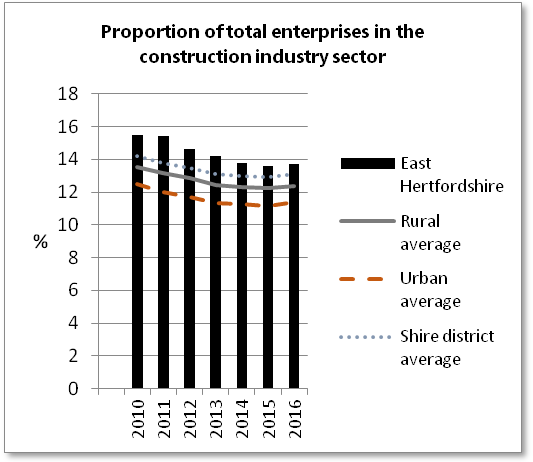 Proportion of total enterprises in the
construction industry sector
18
16
14
12
10
8
6
4
2
0
%
2010
2011
2012
2013
2014
2015
2016
East
Hertfordshire
Rural
average
Urban
average
Shire district
average